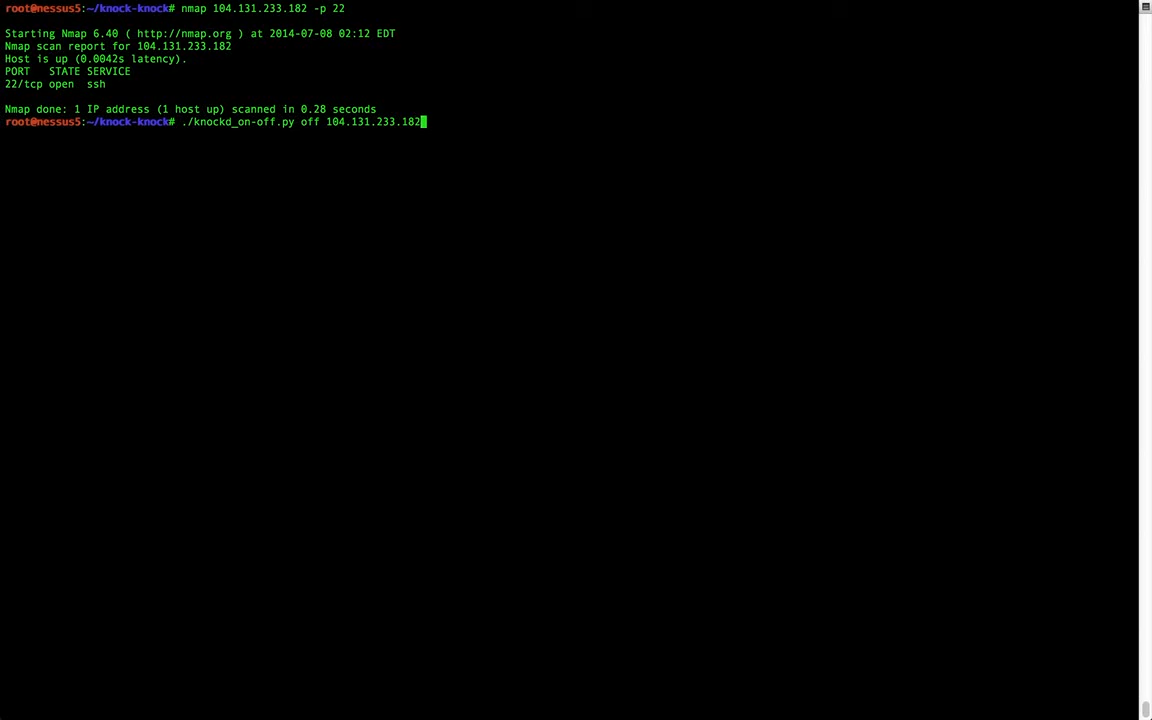 root@nessus5:~/knock-knock# nmap 104.131.233.182 -p 22
Starting Nmap 6.40 ( http://nmap.org ) at 2014-07-08 02:12 EDT
Nmap scan report for 104.131.233.182
Host is up (0.0042s latency).
PORT   STATE SERVICE
22/tcp open  ssh
Nmap done: 1 IP address (1 host up) scanned in 0.28 seconds
root@nessus5:~/knock-knock# ./knockd_on-off.py off 104.131.233.182